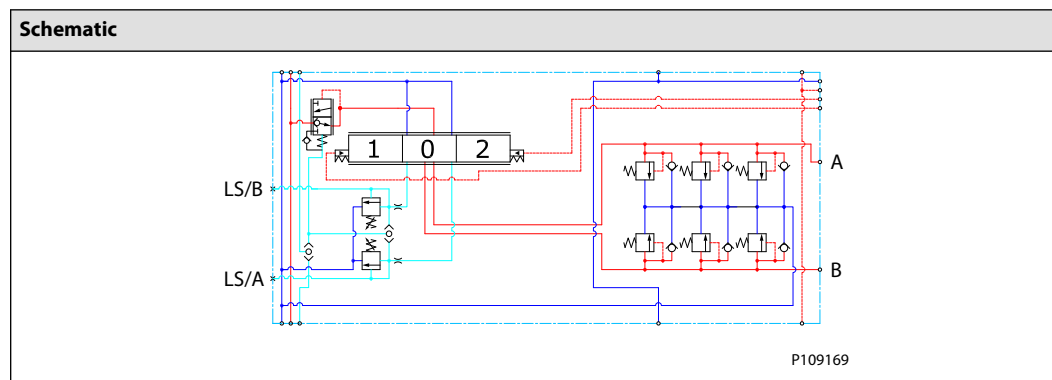 Schematic
1 0 2
A
LS/B
LS/A
B
P109169